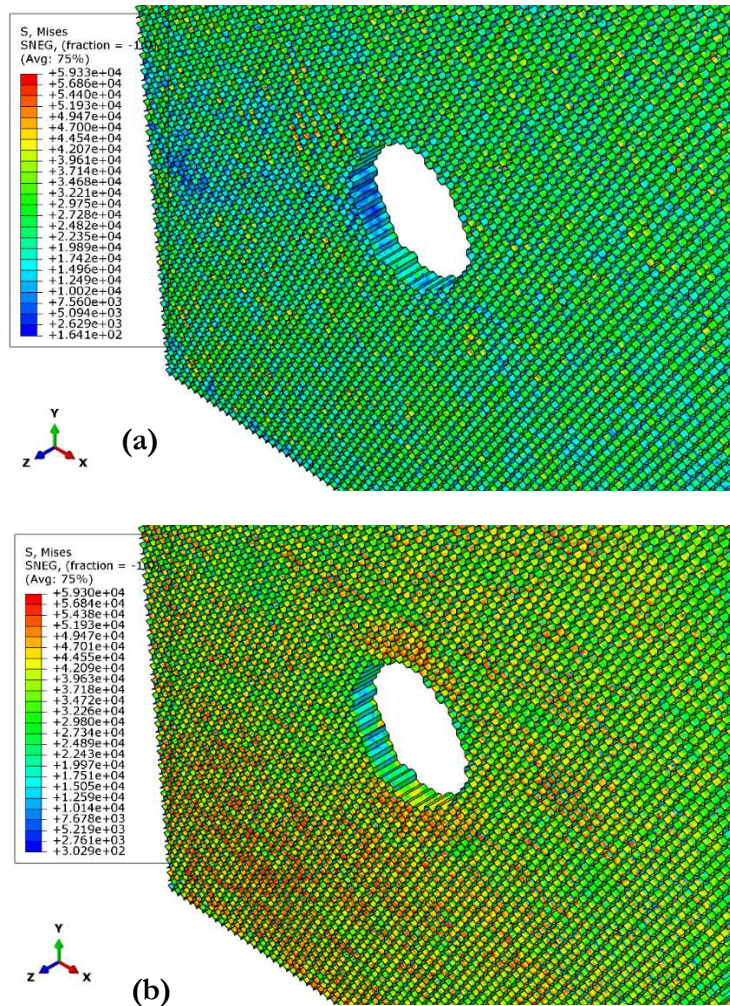 S, Mises
SNEG, (fraction = -1.0)
(Avg: 75%)
+5.933e+04
+5.686e+04
+5.440e+04
+5.193e+04
+4.947e+04
+4.700e+04
+4.454e+04
+4.207e+04
+3.961e+04
+3.714e+04
+3.468e+04
+3.221e+04
+2.975e+04
+2.728e+04
+2.482e+04
+2.235e+04
+1.989e+04
+1.742e+04
+1.496e+04
+1.249e+04
+1.002e+04
+7.560e+03
+5.094e+03
+2.629e+03
+1.641e+02
Y
Z
X
(a)
S, Mises
SNEG, (fraction = -1.0)
(Avg: 75%)
+5.930e+04
+5.684e+04
+5.438e+04
+5.193e+04
+4.947e+04
+4.701e+04
+4.455e+04
+4.209e+04
+3.963e+04
+3.718e+04
+3.472e+04
+3.226e+04
+2.980e+04
+2.734e+04
+2.489e+04
+2.243e+04
+1.997e+04
+1.751e+04
+1.505e+04
+1.259e+04
+1.014e+04
+7.678e+03
+5.219e+03
+2.761e+03
+3.029e+02
Y
Z
X
(b)